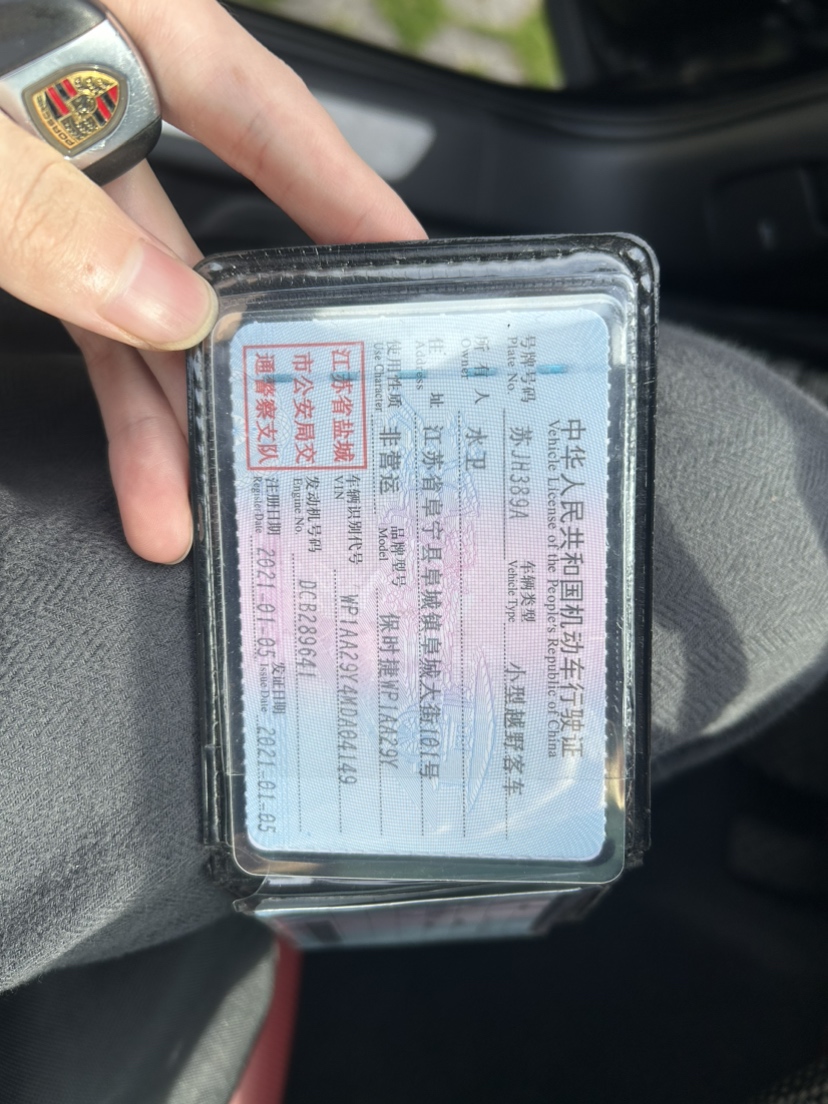 中华人民共和国机动车行驶证
Vehicle License of the People's Republic of China
号牌号码 苏JH389A 车辆类型 小型越野客车
Plate No. Vehicle Type
所有人 水卫
Owner
住址 江苏省阜宁县阜城镇阜城大街101号
Address
使用性质 非营运 品牌型号 保时捷WP1AA29Y
Use Character Model
江苏省盐城
市公安局交
通警察支队
车辆识别代号 WP1AA29Y4MDA04149
VIN
发动机号码 DCB289641
Engine No.
注册日期 2021-01-05 发证日期 2021-01-05
Register Date Issue Date
PORSCHE